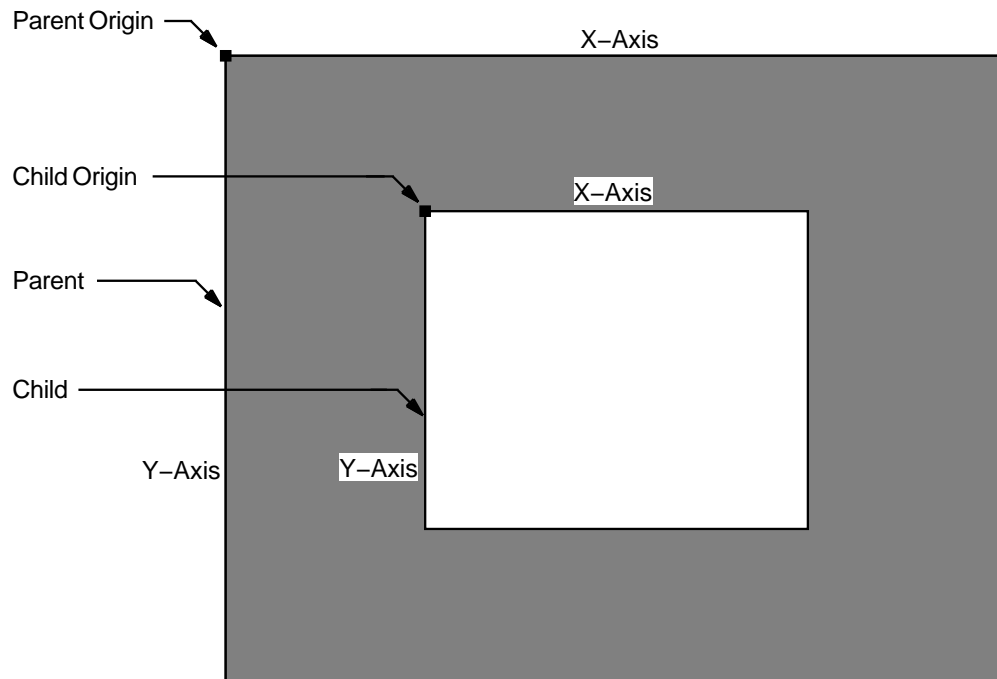 Parent Origin
X–Axis
Child Origin
X–Axis
Parent
Child
Y–Axis
Y–Axis